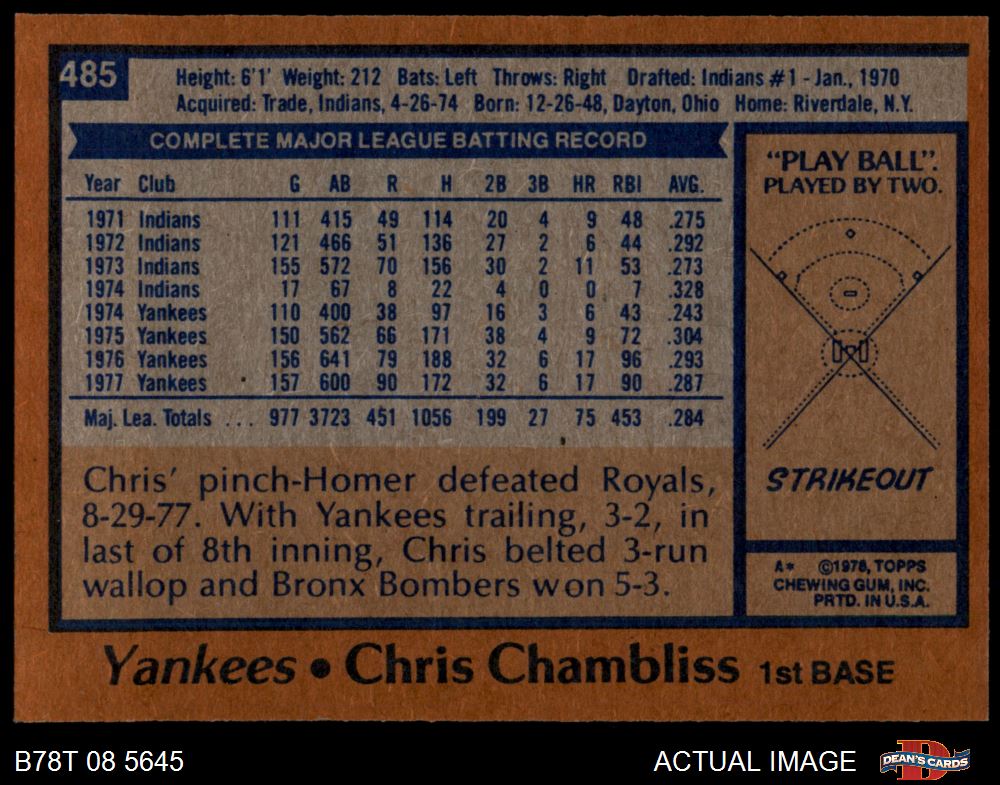 485
Height: 6'1' Weight: 212 Bats: Left Throws: Right Drafted: Indians #1 - Jan., 1970
Acquired: Trade, Indians, 4-26-74 Born: 12-26-48, Dayton, Ohio Home: Riverdale, N.Y.
COMPLETE MAJOR LEAGUE BATTING RECORD
Year Club G AB R H 2B 3B HR RBI AVG.
1971 Indians 111 415 49 114 20 4 9 48 .275
1972 Indians 121 466 51 136 27 2 6 44 .292
1973 Indians 155 572 70 156 30 2 11 53 .273
1974 Indians 17 67 8 22 4 0 0 7 .328
1974 Yankees 110 400 38 97 16 3 6 43 .243
1975 Yankees 150 562 66 171 38 4 9 72 .304
1976 Yankees 156 641 79 188 32 6 17 96 .293
1977 Yankees 157 600 90 172 32 6 17 90 .287
Maj. Lea. Totals ... 977 3723 451 1056 199 27 75 453 .284
Chris' pinch-Homer defeated Royals,
8-29-77. With Yankees trailing, 3-2, in
last of 8th inning, Chris belted 3-run
wallop and Bronx Bombers won 5-3.
"PLAY BALL".
PLAYED BY TWO.
STRIKEOUT
A* ©1978, TOPPS
CHEWING GUM, INC.
PRTD. IN U.S.A.
Yankees • Chris Chambliss 1st BASE
B78T 08 5645
ACTUAL IMAGE
D
DEAN'S CARDS